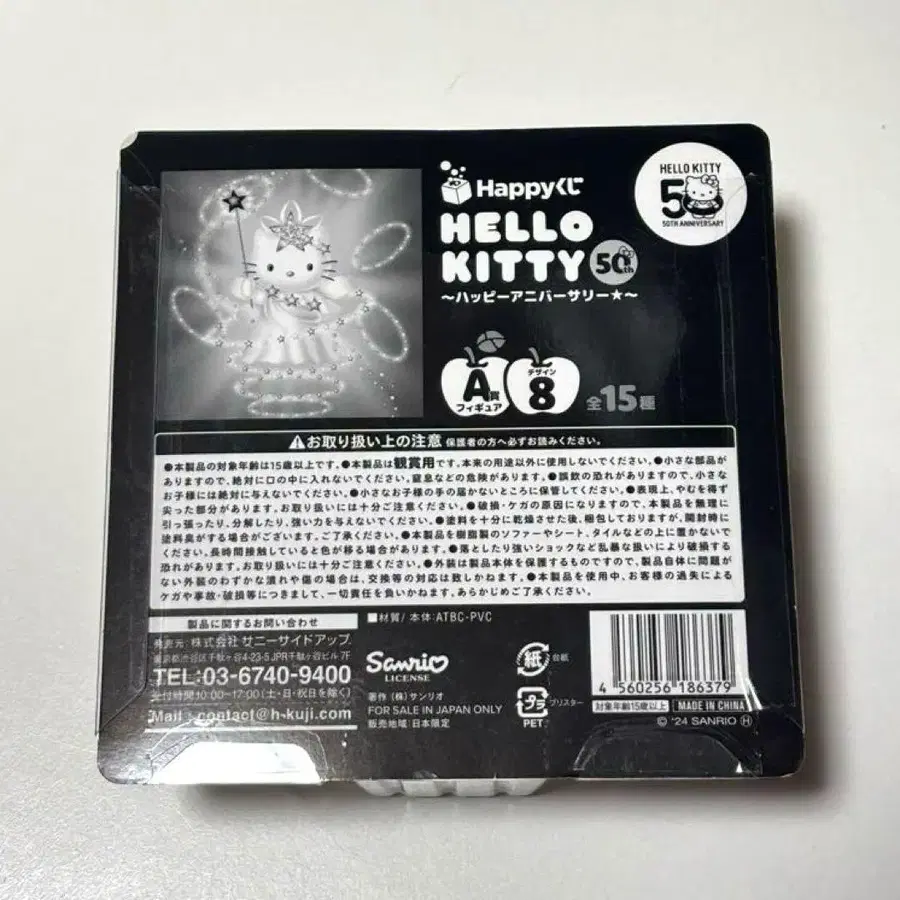 Happyくじ
HELLO
KITTY 50th
～ハッピーアニバーサリー★～
HELLO KITTY
50
50TH ANNIVERSARY
A賞
フィギュア
デザイン
8
全15種
⚠お取り扱い上の注意 保護者の方へ必ずお読みください。
●本製品の対象年齢は15歳以上です。●本製品は観賞用です。本来の用途以外に使用しないでください。●小さな部品が
ありますので、絶対に口の中に入れないでください。窒息などの危険があります。●誤飲の恐れがありますので、小さな
お子様には絶対に与えないでください。●小さなお子様の手の届かないところに保管してください。●表現上、やむを得ず
尖った部分があります。お取り扱いには十分ご注意ください。●破損・ケガの原因になりますので、本製品を無理に
引っ張ったり、分解したり、強い力を与えないでください。●塗料を十分に乾燥させた後、梱包しておりますが、開封時に
塗料臭がする場合がございます。ご了承ください。●本製品を樹脂製のソファーやシート、タイルなどの上に置かないで
ください。長時間接触していると色が移る場合があります。●落としたり強いショックなど乱暴な扱いにより破損する
恐れがあります。お取り扱いには十分ご注意ください。●外装は製品本体を保護するものですので、製品自体に問題が
ない外装のわずかな潰れや傷の場合は、交換等の対応は致しかねます。●本製品を使用中、お客様の過失による
ケガや事故・破損等につきまして、一切責任を負いかねます。あらかじめご了承ください。
製品に関するお問い合わせ
発売元：株式会社 サニーサイドアップ
東京都渋谷区千駄ヶ谷4-23-5 JPR千駄ヶ谷ビル 7F
TEL:03-6740-9400
受付時間10:00〜17:00（土・日・祝日を除く）
Mail：contact@h-kuji.com
■材質/本体：ATBC-PVC
Sanrio
LICENSE
著作（株）サンリオ
FOR SALE IN JAPAN ONLY
販売地域：日本限定
紙 台紙
プラ ブリスター
PET
4 560256 186379
対象年齢15歳以上
MADE IN CHINA
© '24 SANRIO Ⓗ